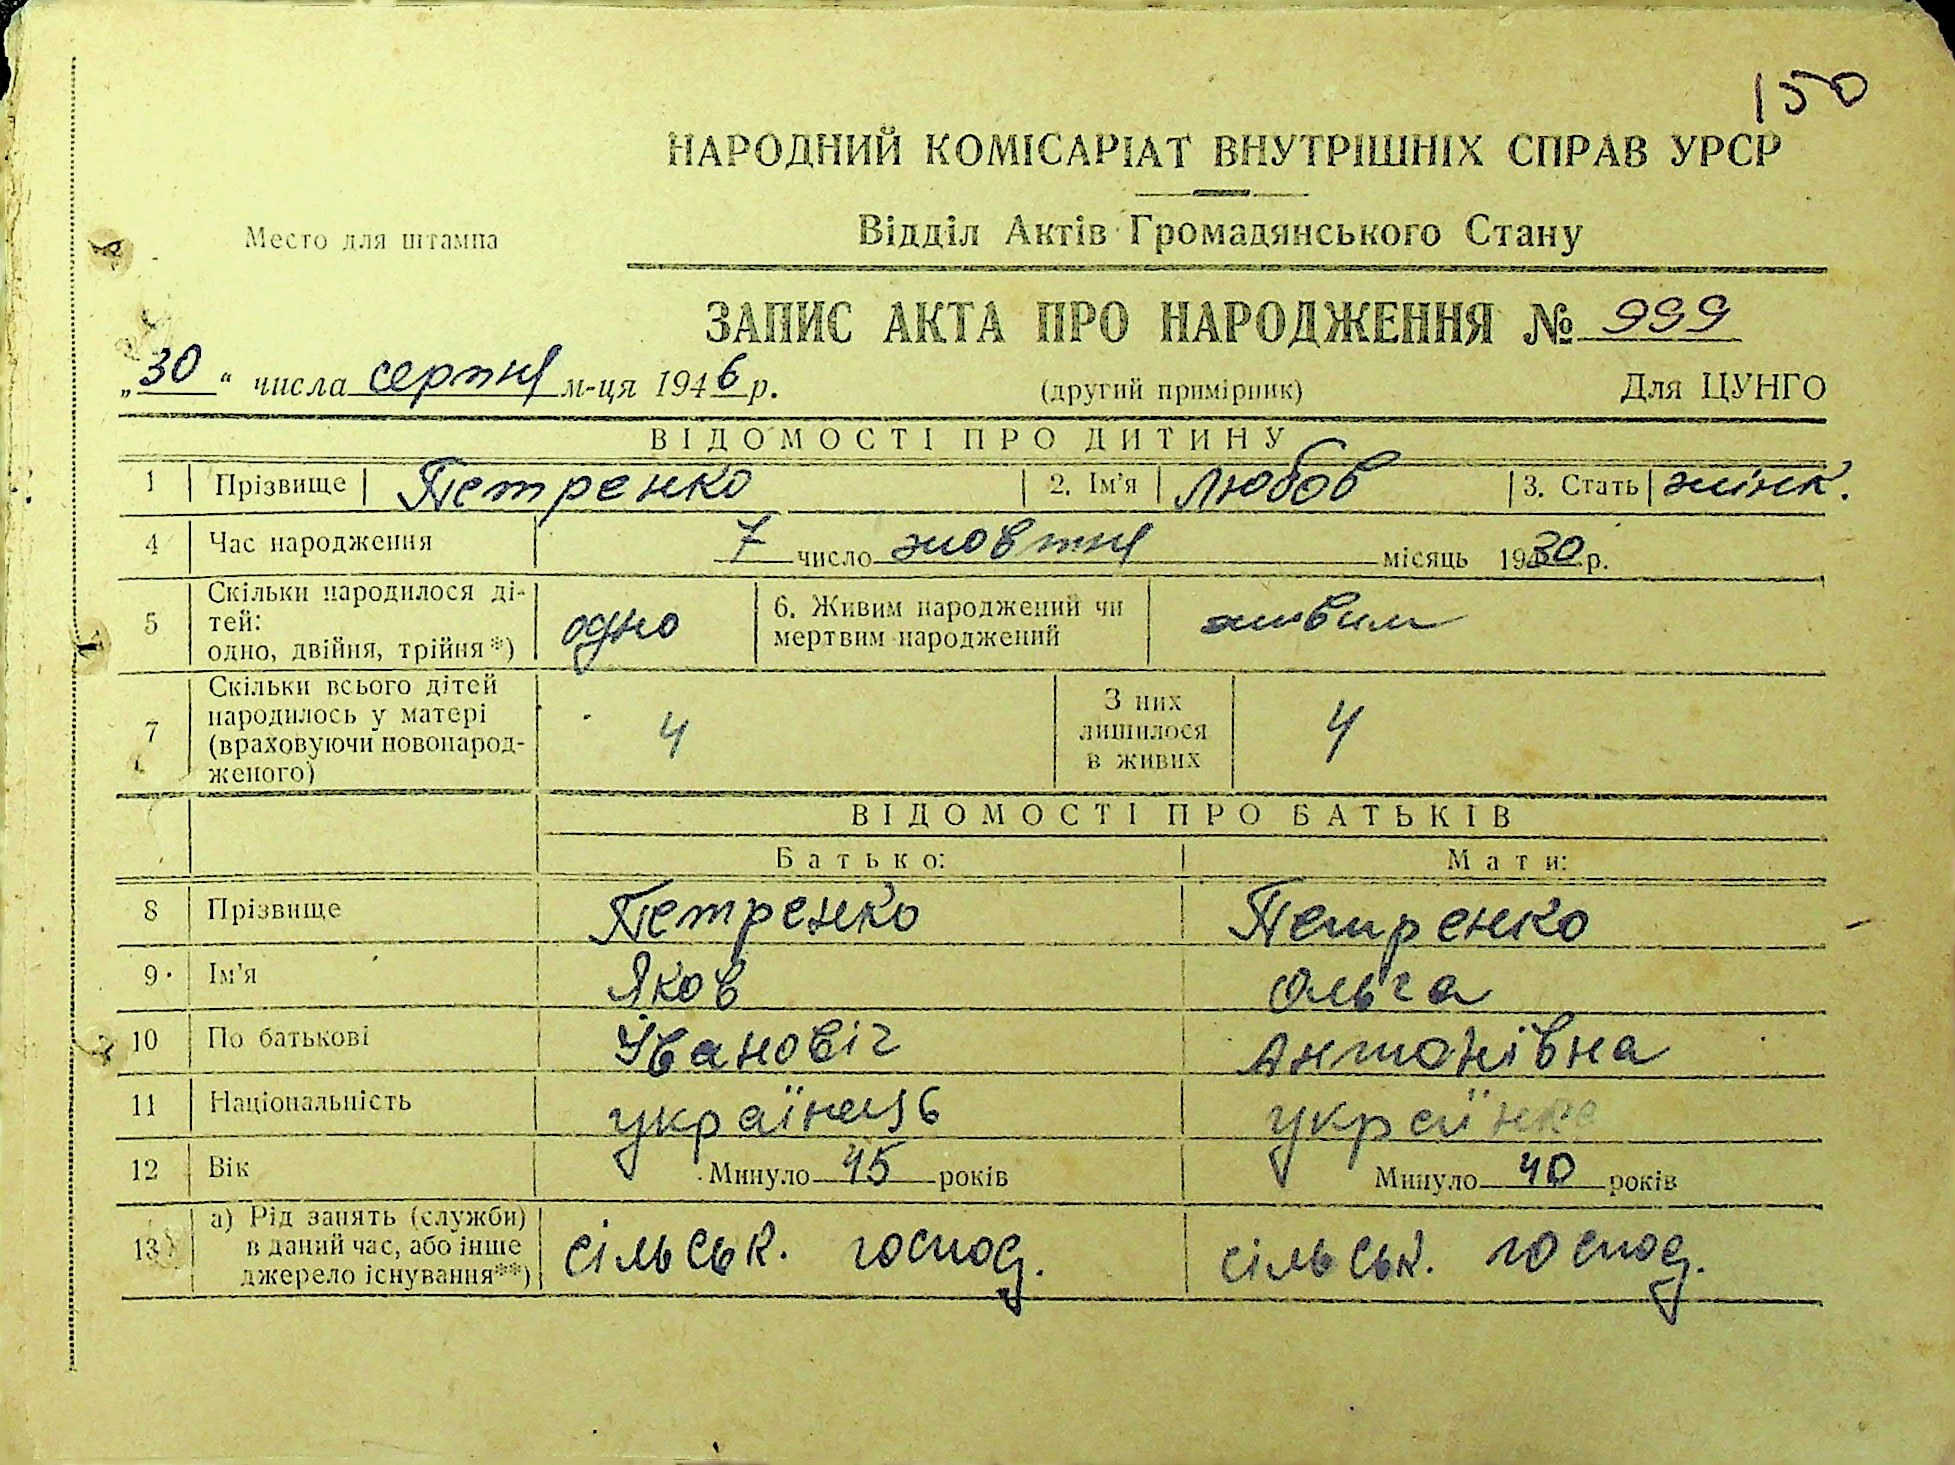 150
НАРОДНИЙ КОМІСАРІАТ ВНУТРІШНІХ СПРАВ УРСР
Место для штампа
Відділ Актів Громадянського Стану
ЗАПИС АКТА ПРО НАРОДЖЕННЯ № 999
„30“ числа серпня м-ця 1946 р.
(другий примірник)
Для ЦУНГО
ВІДОМОСТІ ПРО ДИТИНУ
1 Прізвище Петренко 2. Ім'я Любов 3. Стать жінк.
4 Час народження 7 число жовтня місяць 1930 р.
5 Скільки народилося ді-
тей:
одно, двійня, трійня*) одно
6. Живим народжений чи
мертвим народжений живим
7 Скільки всього дітей
народилось у матері
(враховуючи новонарод-
женого) 4
З них
лишилося
в живих 4
ВІДОМОСТІ ПРО БАТЬКІВ
Батько: Мати:
8 Прізвище Петренко Петренко
9 Ім'я Яков Ольга
10 По батькові Івановіч Антонівна
11 Національність українець українка
12 Вік Минуло 45 років Минуло 40 років
13 а) Рід занять (служби)
в даний час, або інше
джерело існування**) сільськ. господ. сільськ. господ.